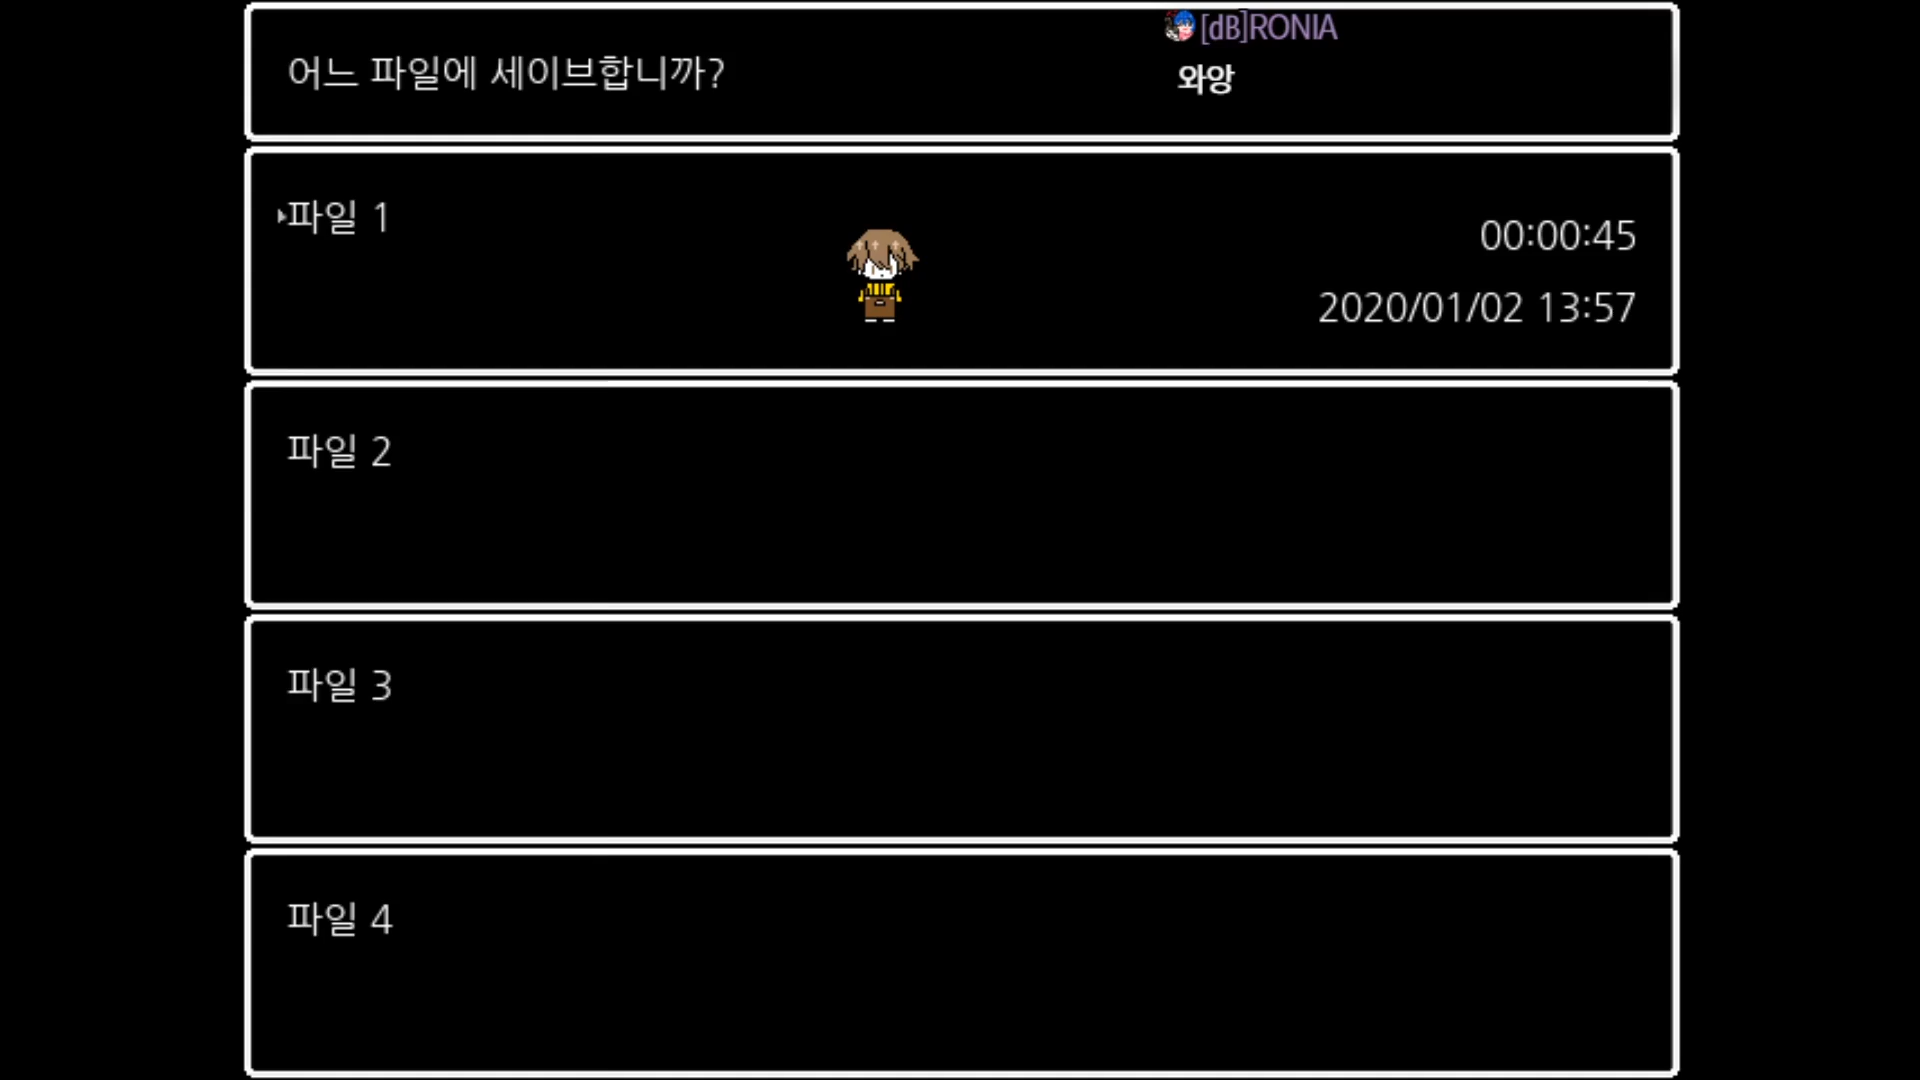 어느 파일에 세이브합니까?
[dB]RONIA
와앙
파일 1
00:00:45
2020/01/02 13:57
파일 2
파일 3
파일 4